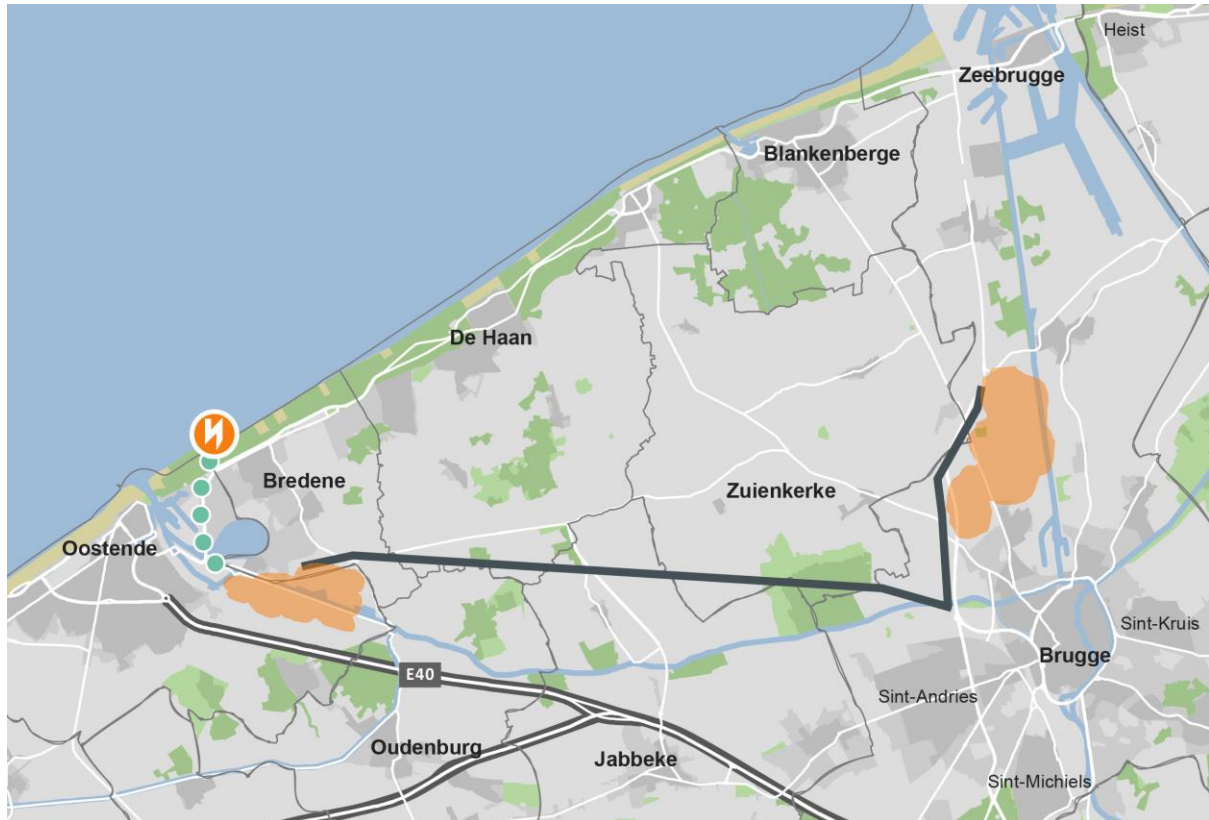 Heist
Zeebrugge
Blankenberge
De Haan
Bredene
Zuienkerke
Oostende
Sint-Kruis
Brugge
E40
Sint-Andries
Oudenburg
Jabbeke
Sint-Michiels